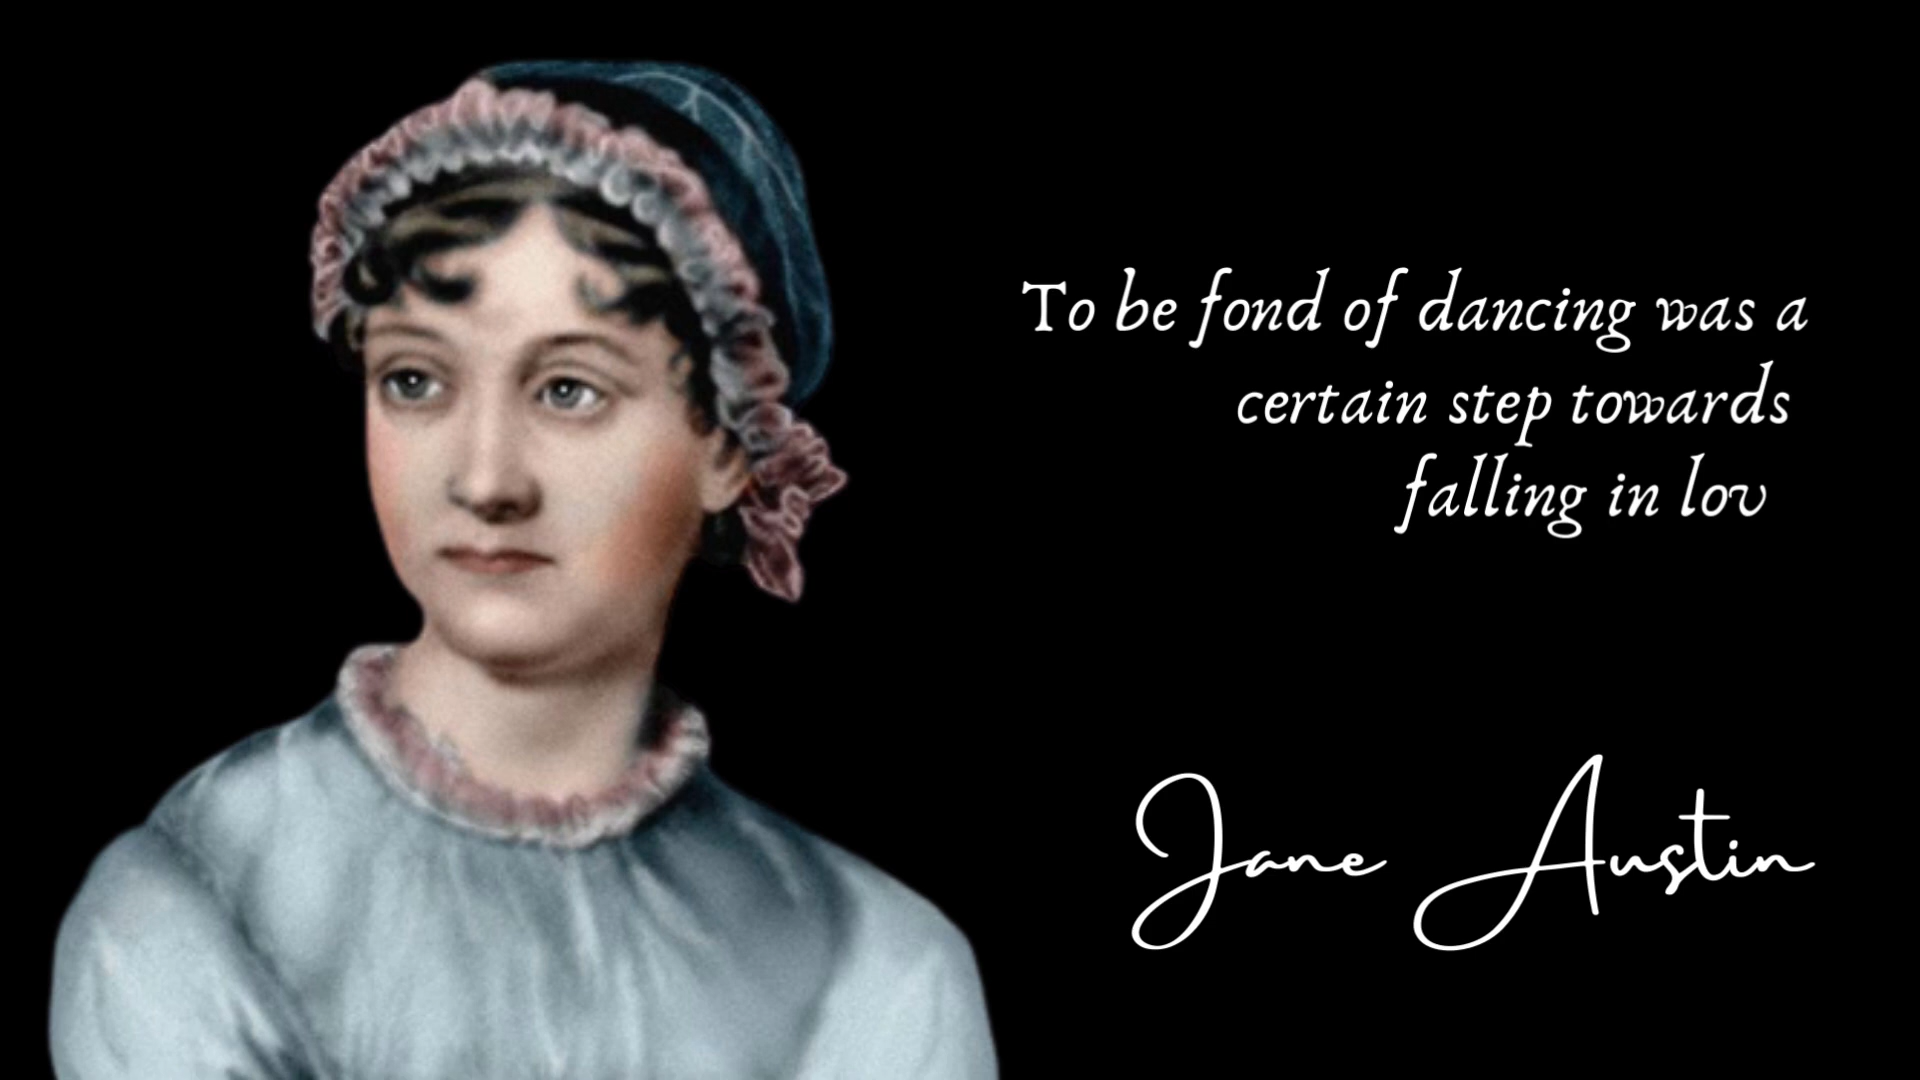 To be fond of dancing was a
certain step towards
falling in lov
Jane Austin